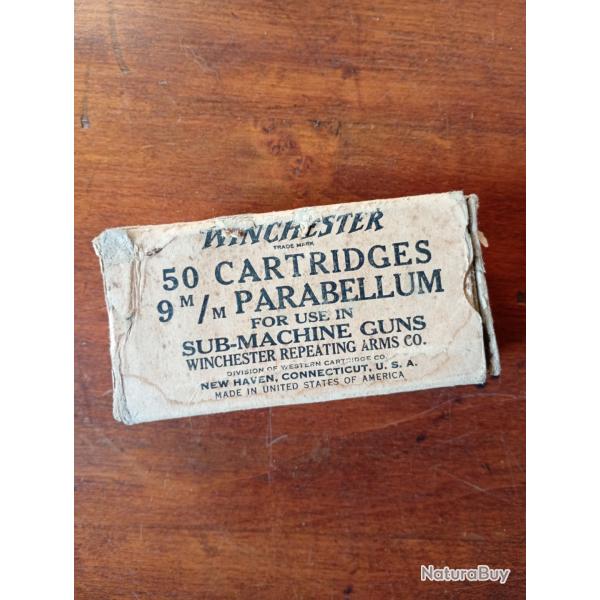 WINCHESTER
TRADE MARK
50 CARTRIDGES
9 M/M PARABELLUM
FOR USE IN
SUB-MACHINE GUNS
WINCHESTER REPEATING ARMS CO.
DIVISION OF WESTERN CARTRIDGE CO.
NEW HAVEN, CONNECTICUT, U. S. A.
MADE IN UNITED STATES OF AMERICA
NaturaBuy